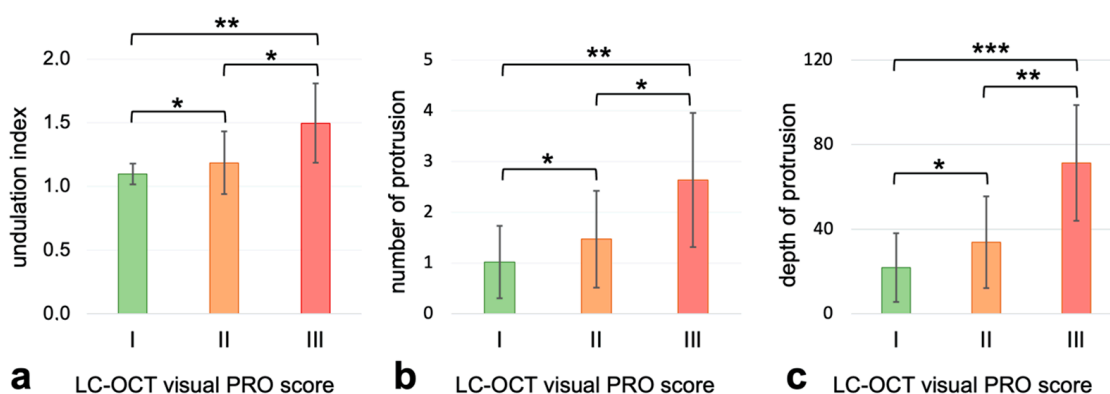 **
*
*
2.0
1.5
1.0
0.5
0.0
undulation index
I II III
a LC-OCT visual PRO score
**
*
*
5
4
3
2
1
0
number of protrusion
I II III
b LC-OCT visual PRO score
***
**
*
120
80
40
0
depth of protrusion
I II III
c LC-OCT visual PRO score